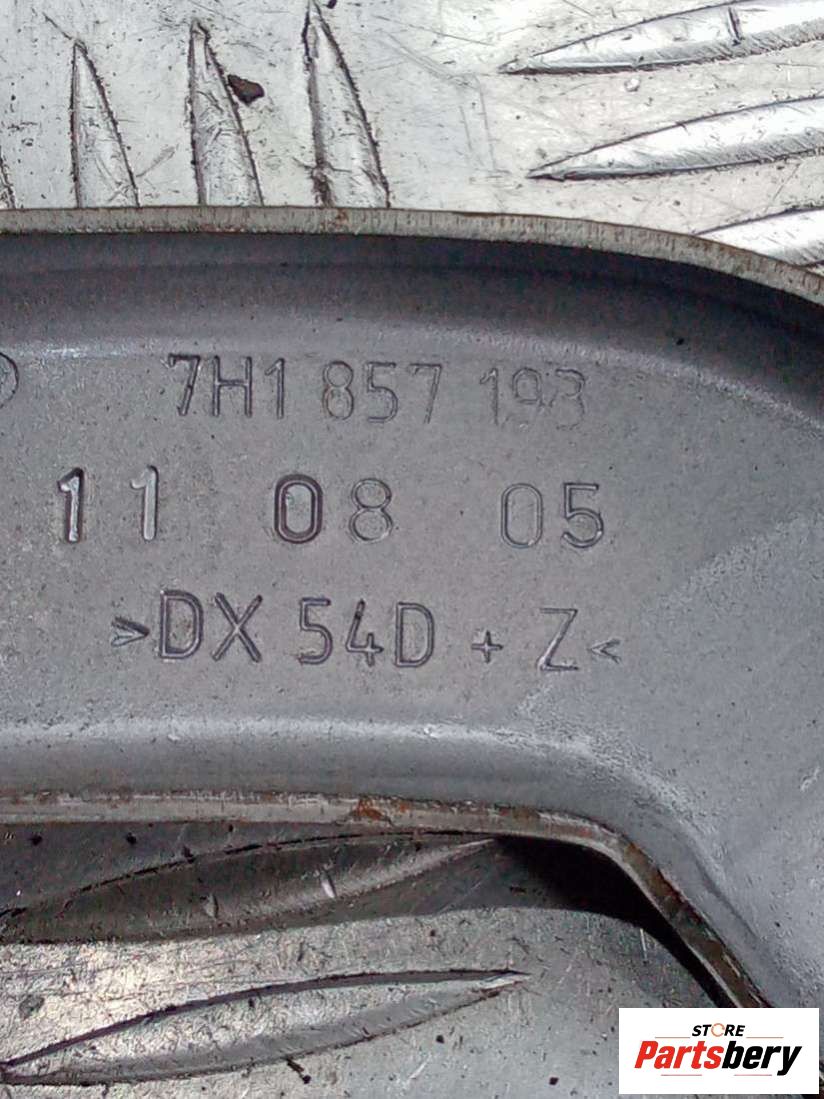 7H1 857 193
11 08 05
>DX 54D + Z<
STORE
Partsbery